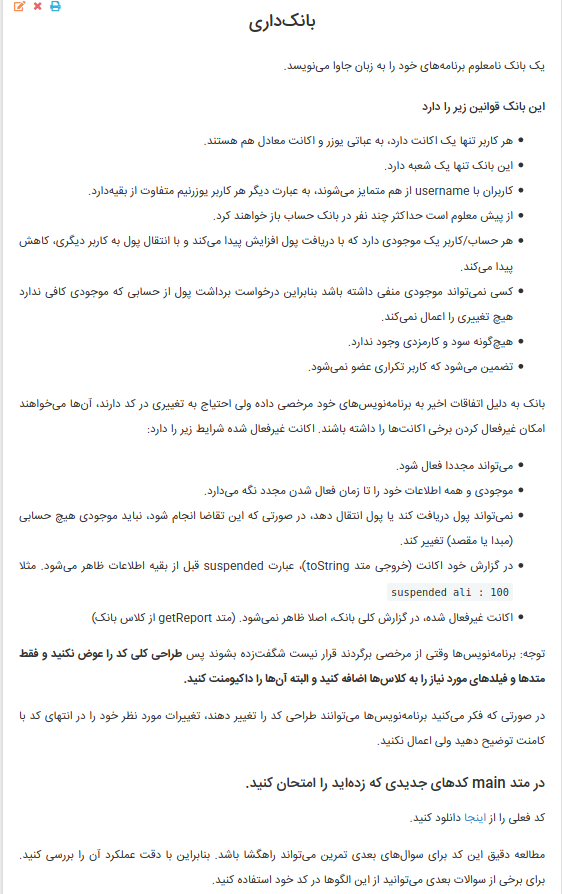 بانک‌داری
یک بانک نامعلوم برنامه‌های خود را به زبان جاوا می‌نویسد.
این بانک قوانین زیر را دارد
• هر کاربر تنها یک اکانت دارد، به عباتی یوزر و اکانت معادل هم هستند.
• این بانک تنها یک شعبه دارد.
• کاربران با username از هم متمایز می‌شوند، به عبارت دیگر هر کاربر یوزرنیم متفاوت از بقیه‌دارد.
• از پیش معلوم است حداکثر چند نفر در بانک حساب باز خواهند کرد.
• هر حساب/کاربر یک موجودی دارد که با دریافت پول افزایش پیدا می‌کند و با انتقال پول به کاربر دیگری، کاهش
پیدا می‌کند.
• کسی نمی‌تواند موجودی منفی داشته باشد بنابراین درخواست برداشت پول از حسابی که موجودی کافی ندارد
هیچ تغییری را اعمال نمی‌کند.
• هیچ‌گونه سود و کارمزدی وجود ندارد.
• تضمین می‌شود که کاربر تکراری عضو نمی‌شود.
بانک به دلیل اتفاقات اخیر به برنامه‌نویس‌های خود مرخصی داده ولی احتیاج به تغییری در کد دارند، آن‌ها می‌خواهند
امکان غیرفعال کردن برخی اکانت‌ها را داشته باشند. اکانت غیرفعال شده شرایط زیر را دارد:
• می‌تواند مجددا فعال شود.
• موجودی و همه اطلاعات خود را تا زمان فعال شدن مجدد نگه می‌دارد.
• نمی‌تواند پول دریافت کند یا پول انتقال دهد، در صورتی که این تقاضا انجام شود، نباید موجودی هیچ حسابی
(مبدا یا مقصد) تغییر کند.
• در گزارش خود اکانت (خروجی متد toString)، عبارت suspended قبل از بقیه اطلاعات ظاهر می‌شود. مثلا
suspended ali : 100
• اکانت غیرفعال شده، در گزارش کلی بانک، اصلا ظاهر نمی‌شود. (متد getReport از کلاس بانک)
توجه: برنامه‌نویس‌ها وقتی از مرخصی برگردند قرار نیست شگفت‌زده بشوند پس طراحی کلی کد را عوض نکنید و فقط
متدها و فیلدهای مورد نیاز را به کلاس‌ها اضافه کنید و البته آن‌ها را داکیومنت کنید.
در صورتی که فکر می‌کنید برنامه‌نویس‌ها می‌توانند طراحی کد را تغییر دهند، تغییرات مورد نظر خود را در انتهای کد با
کامنت توضیح دهید ولی اعمال نکنید.
در متد main کدهای جدیدی که زده‌اید را امتحان کنید.
کد فعلی را از اینجا دانلود کنید.
مطالعه دقیق این کد برای سوال‌های بعدی تمرین می‌تواند راهگشا باشد. بنابراین با دقت عملکرد آن را بررسی کنید.
برای برخی از سوالات بعدی می‌توانید از این الگوها در کد خود استفاده کنید.